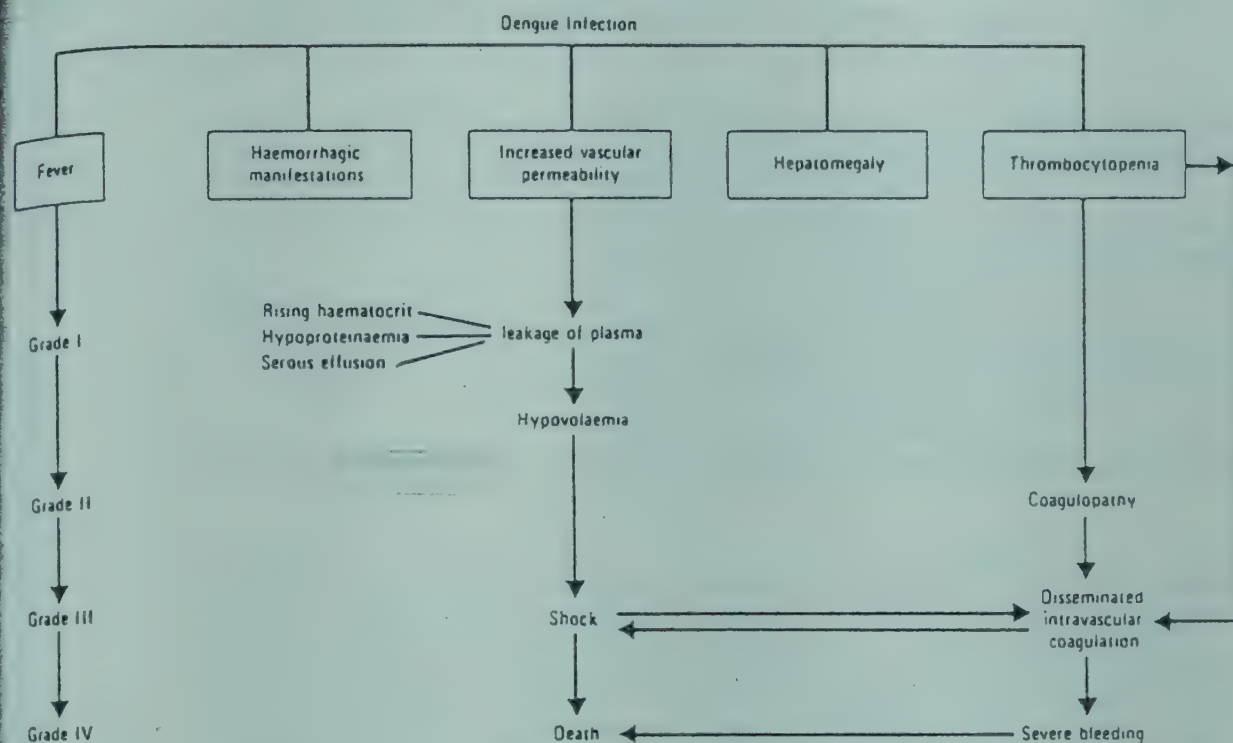 Dengue Infection
Fever
Haemorrhagic
manifestations
Increased vascular
permeability
Hepatomegaly
Thrombocytopenia
Rising haematocrit
Hypoproteinaemia
Serous effusion
Grade I
leakage of plasma
Hypovolaemia
Grade II
Coagulopathy
Grade III
Shock
Disseminated
intravascular
coagulation
Grade IV
Death
Severe bleeding